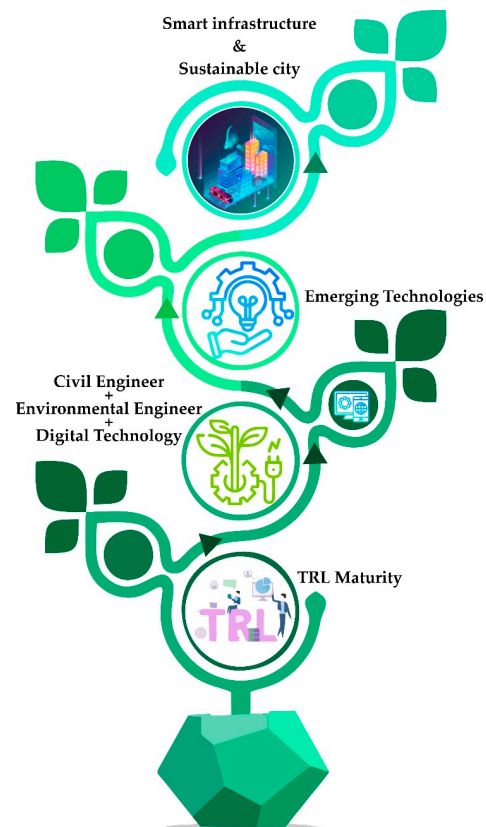 Smart infrastructure
&
Sustainable city
Emerging Technologies
Civil Engineer
+
Environmental Engineer
+
Digital Technology
TRL Maturity
TRL